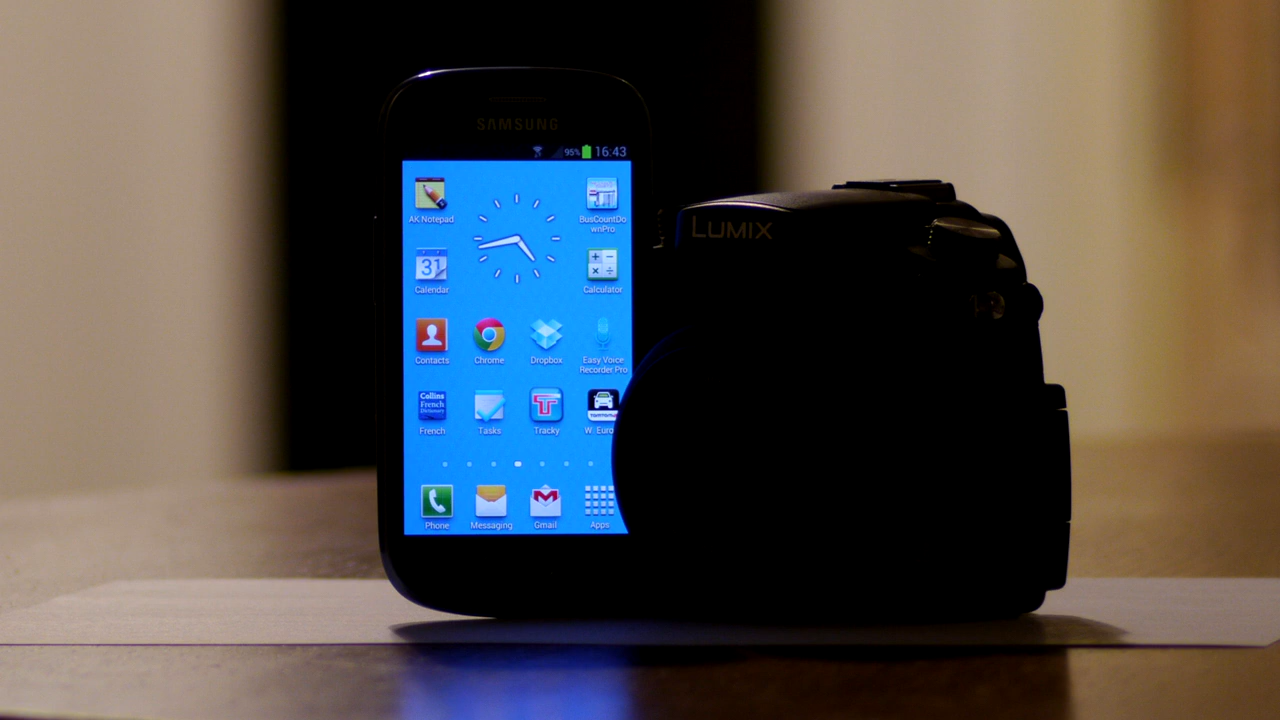 SAMSUNG
95% 16:43
LUMIX
AK Notepad
BusCountDo
wnPro
31
Calendar
Calculator
Contacts
Chrome
Dropbox
Easy Voice
Recorder Pro
Collins
French
Dictionary
French
Tasks
Tracky
TOMTOM
W. Euro
Phone
Messaging
Gmail
Apps